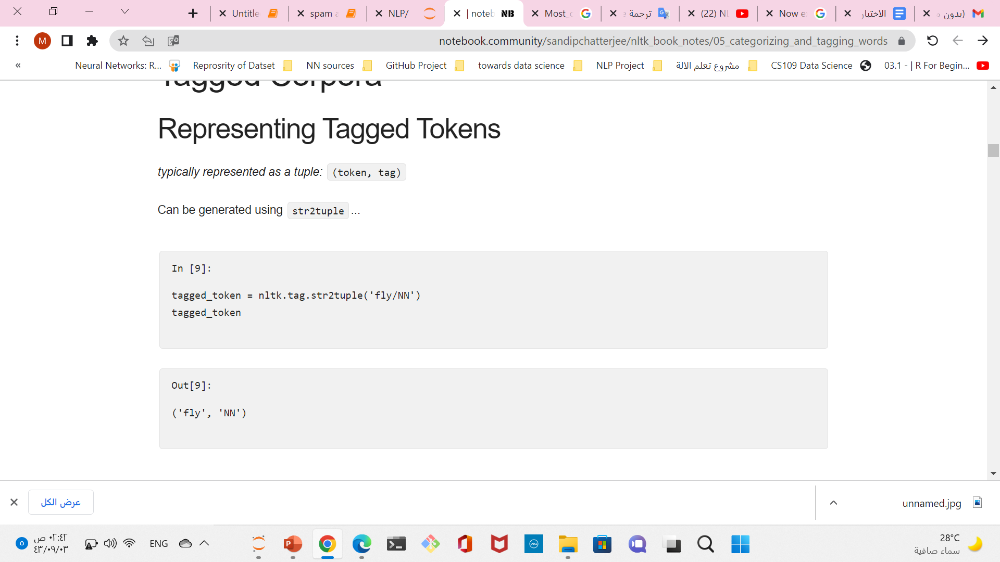 Untitle
spam a
NLP/
| noteb
Most_c
ترجمة
(22) NL
Now e
الاختبار
(بدون
M
notebook.community/sandipchatterjee/nltk_book_notes/05_categorizing_and_tagging_words
«
Neural Networks: R...
Reprosrity of Datset
NN sources
GitHub Project
towards data science
NLP Project
مشروع تعلم الالة
CS109 Data Science
03.1 - | R For Begin...
Tagged Corpora
Representing Tagged Tokens
typically represented as a tuple: (token, tag)
Can be generated using str2tuple ...
In [9]:
tagged_token = nltk.tag.str2tuple('fly/NN')
tagged_token
Out[9]:
('fly', 'NN')
عرض الكل
unnamed.jpg
٠٢:٤٢ ص
٤٣/٠٩/٠٣
ENG
28°C
سماء صافية